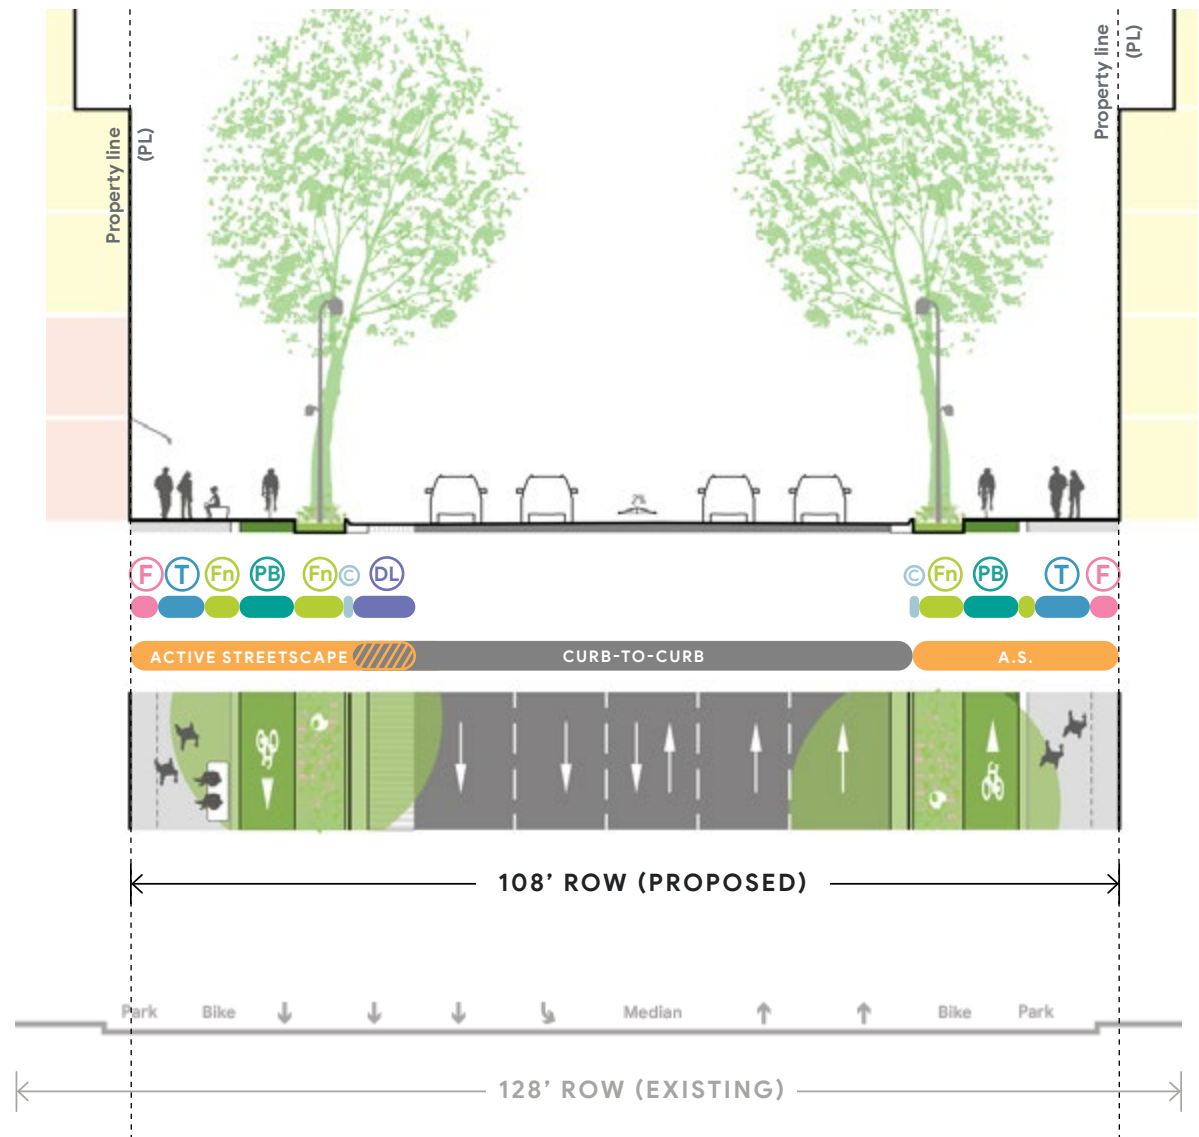 Property line
(PL)
Property line
(PL)
2%
F T Fn PB Fn C DL
C Fn PB T F
ACTIVE STREETSCAPE
CURB-TO-CURB
A.S.
108’ ROW (PROPOSED)
Park Bike Median Bike Park
128’ ROW (EXISTING)